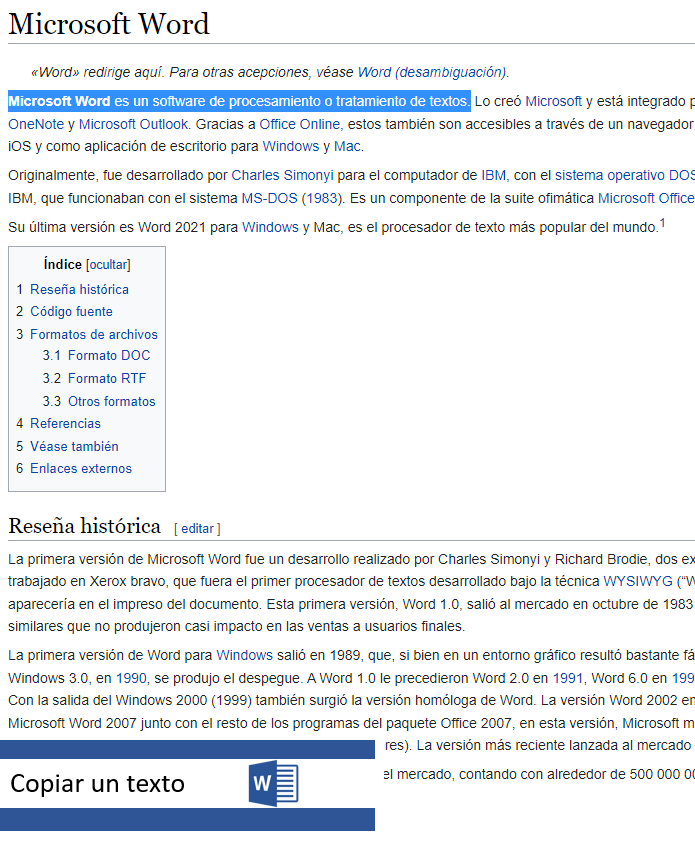 Microsoft Word
«Word» redirige aquí. Para otras acepciones, véase Word (desambiguación).
Microsoft Word es un software de procesamiento o tratamiento de textos. Lo creó Microsoft y está integrado
OneNote y Microsoft Outlook. Gracias a Office Online, estos también son accesibles a través de un navegador
iOS y como aplicación de escritorio para Windows y Mac.
Originalmente, fue desarrollado por Charles Simonyi para el computador de IBM, con el sistema operativo DOS
IBM, que funcionaban con el sistema MS-DOS (1983). Es un componente de la suite ofimática Microsoft Office
Su última versión es Word 2021 para Windows y Mac, es el procesador de texto más popular del mundo.1
Índice [ocultar]
1 Reseña histórica
2 Código fuente
3 Formatos de archivos
3.1 Formato DOC
3.2 Formato RTF
3.3 Otros formatos
4 Referencias
5 Véase también
6 Enlaces externos
Reseña histórica [ editar ]
La primera versión de Microsoft Word fue un desarrollo realizado por Charles Simonyi y Richard Brodie, dos ex
trabajado en Xerox bravo, que fuera el primer procesador de textos desarrollado bajo la técnica WYSIWYG ("W
aparecería en el impreso del documento. Esta primera versión, Word 1.0, salió al mercado en octubre de 1983
similares que no produjeron casi impacto en las ventas a usuarios finales.
La primera versión de Word para Windows salió en 1989, que, si bien en un entorno gráfico resultó bastante fá
Windows 3.0, en 1990, se produjo el despegue. A Word 1.0 le precedieron Word 2.0 en 1991, Word 6.0 en 199
Con la salida del Windows 2000 (1999) también surgió la versión homóloga de Word. La versión Word 2002 en
Microsoft Word 2007 junto con el resto de los programas del paquete Office 2007, en esta versión, Microsoft m
res). La versión más reciente lanzada al mercado
el mercado, contando con alrededor de 500 000 00
Copiar un texto
W